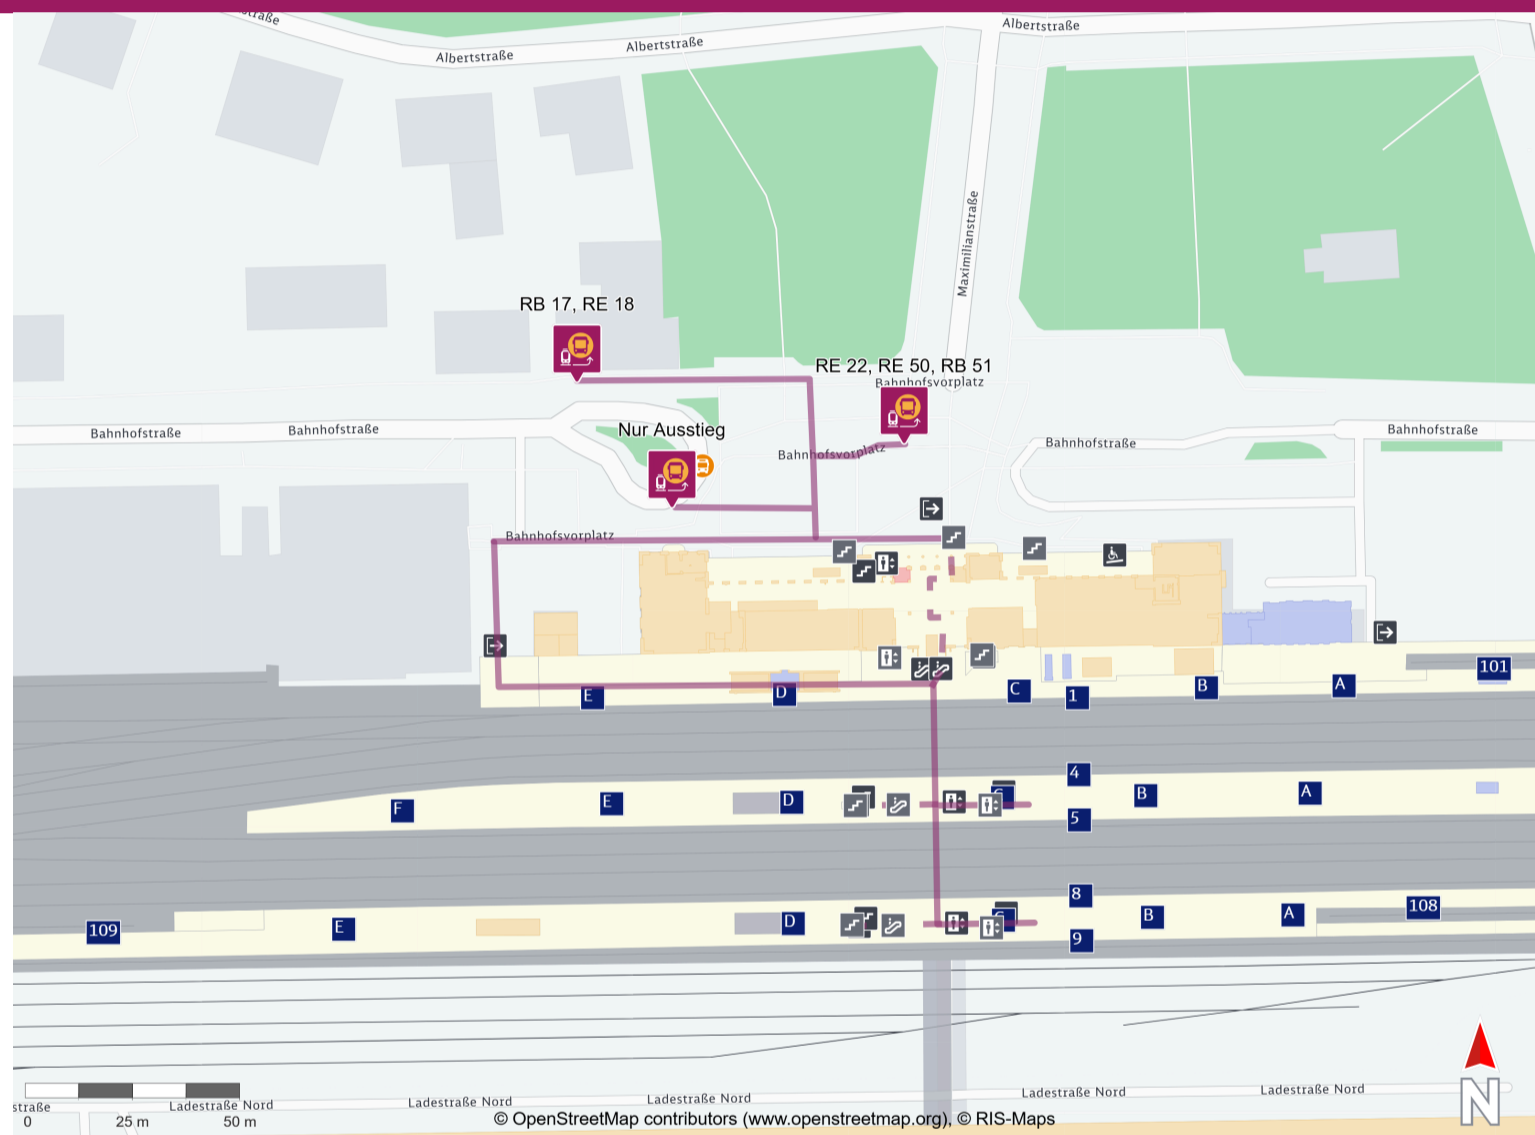 straße
Albertstraße
Albertstraße
Albertstraße
Maximilianstraße
RB 17, RE 18
RE 22, RE 50, RB 51
Bahnhofsvorplatz
Bahnhofstraße
Bahnhofstraße
Nur Ausstieg
Bahnhofsvorplatz
Bahnhofstraße
Bahnhofstraße
Bahnhofsvorplatz
E
D
C
1
B
A
101
4
F
E
D
B
A
5
8
109
E
D
B
A
108
9
straße
Ladestraße Nord
Ladestraße Nord
Ladestraße Nord
Ladestraße Nord
Ladestraße Nord
0
25 m
50 m
© OpenStreetMap contributors (www.openstreetmap.org), © RIS-Maps
N